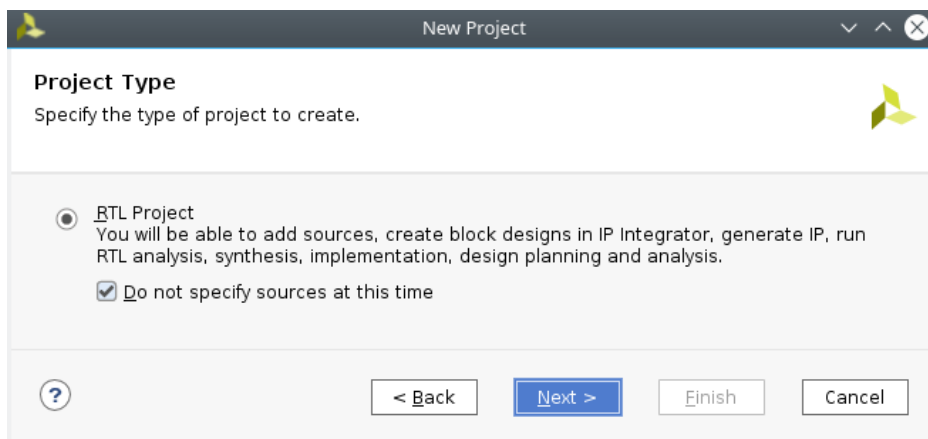 New Project
Project Type
Specify the type of project to create.
RTL Project
You will be able to add sources, create block designs in IP Integrator, generate IP, run
RTL analysis, synthesis, implementation, design planning and analysis.
Do not specify sources at this time
?
< Back
Next >
Finish
Cancel